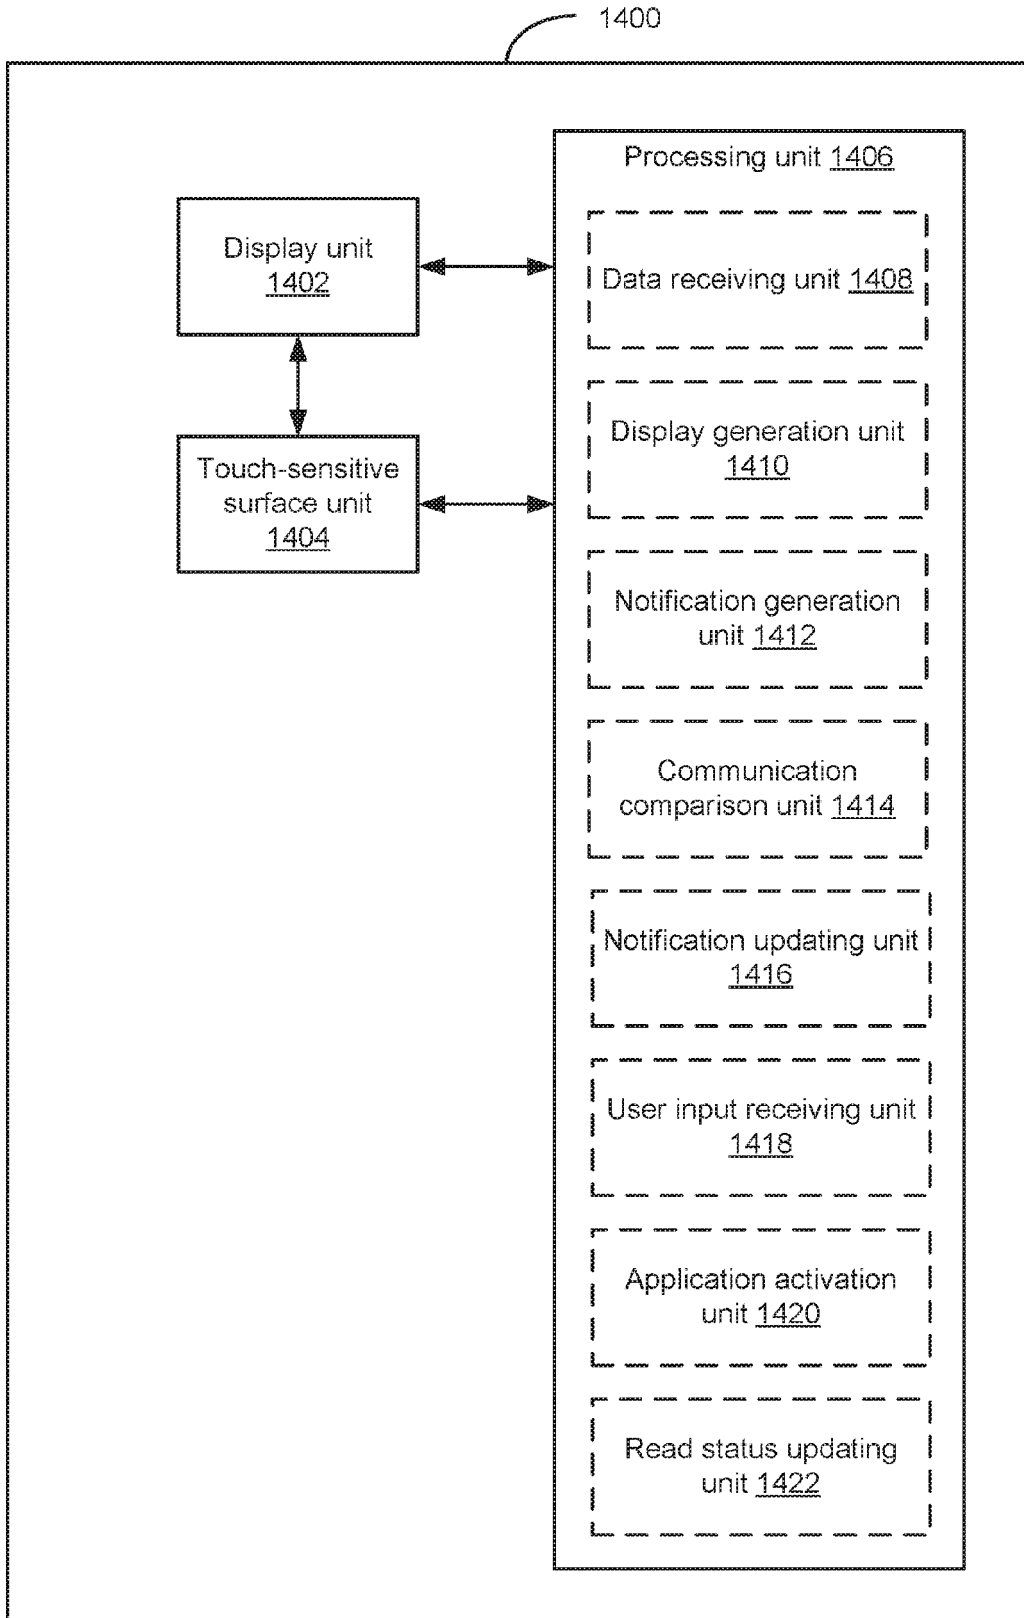 1400
Processing unit 1406
Display unit
1402
Data receiving unit 1408
Display generation unit
1410
Touch-sensitive
surface unit
1404
Notification generation
unit 1412
Communication
comparison unit 1414
Notification updating unit
1416
User input receiving unit
1418
Application activation
unit 1420
Read status updating
unit 1422